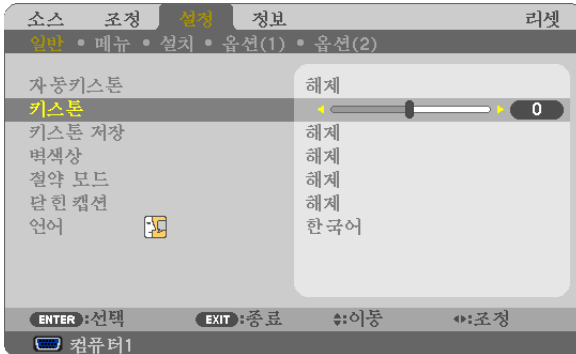 소스 조정 설정 정보 리셋
일반 • 메뉴 • 설치 • 옵션(1) • 옵션(2)
자동키스톤 해제
키스톤 0
키스톤 저장 해제
벽색상 해제
절약 모드 해제
닫힌캡션 해제
언어 한국어
ENTER:선택 EXIT:종료 :이동 :조정
컴퓨터1